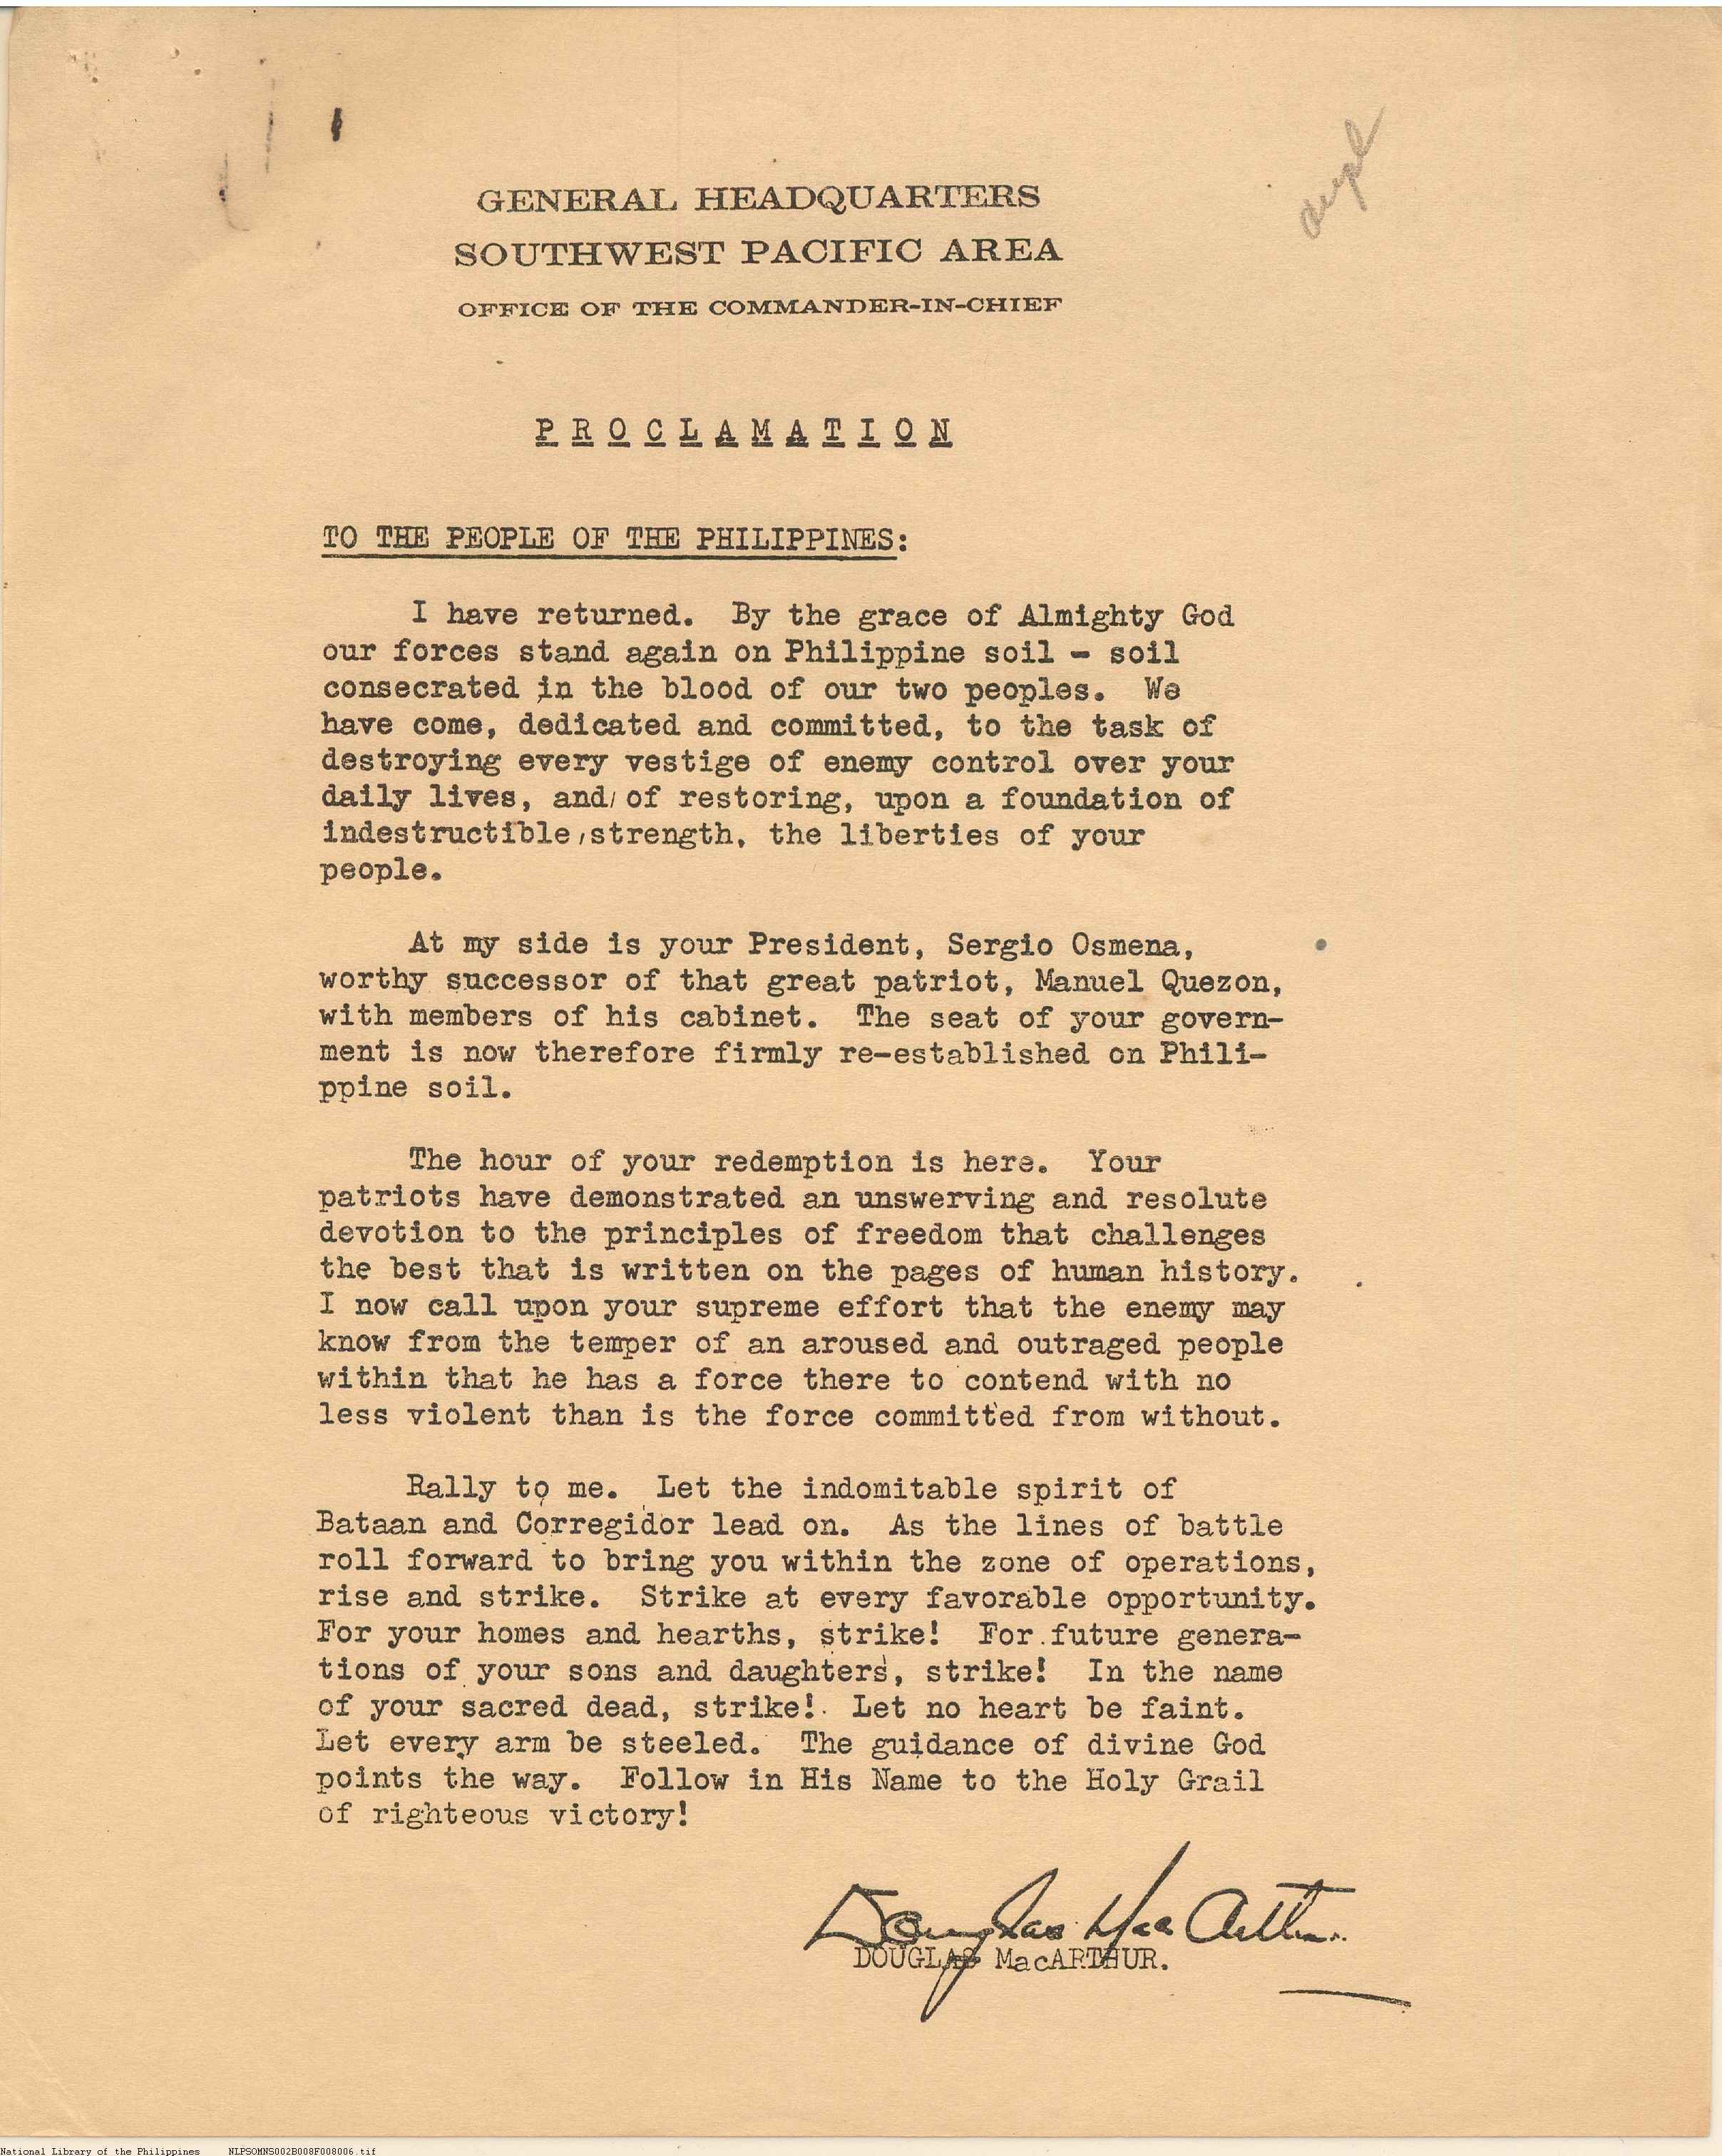 dupl
GENERAL HEADQUARTERS
SOUTHWEST PACIFIC AREA
OFFICE OF THE COMMANDER-IN-CHIEF
P R O C L A M A T I O N
TO THE PEOPLE OF THE PHILIPPINES:
I have returned. By the grace of Almighty God
our forces stand again on Philippine soil - soil
consecrated in the blood of our two peoples. We
have come, dedicated and committed, to the task of
destroying every vestige of enemy control over your
daily lives, and of restoring, upon a foundation of
indestructible strength, the liberties of your
people.
At my side is your President, Sergio Osmena,
worthy successor of that great patriot, Manuel Quezon,
with members of his cabinet. The seat of your govern-
ment is now therefore firmly re-established on Phili-
ppine soil.
The hour of your redemption is here. Your
patriots have demonstrated an unswerving and resolute
devotion to the principles of freedom that challenges
the best that is written on the pages of human history.
I now call upon your supreme effort that the enemy may
know from the temper of an aroused and outraged people
within that he has a force there to contend with no
less violent than is the force committed from without.
Rally to me. Let the indomitable spirit of
Bataan and Corregidor lead on. As the lines of battle
roll forward to bring you within the zone of operations,
rise and strike. Strike at every favorable opportunity.
For your homes and hearths, strike! For future genera-
tions of your sons and daughters, strike! In the name
of your sacred dead, strike! Let no heart be faint.
Let every arm be steeled. The guidance of divine God
points the way. Follow in His Name to the Holy Grail
of righteous victory!
Douglas MacArthur
DOUGLAS MacARTHUR.
National Library of the Philippines NLPSOMNS002B008F008006.tif